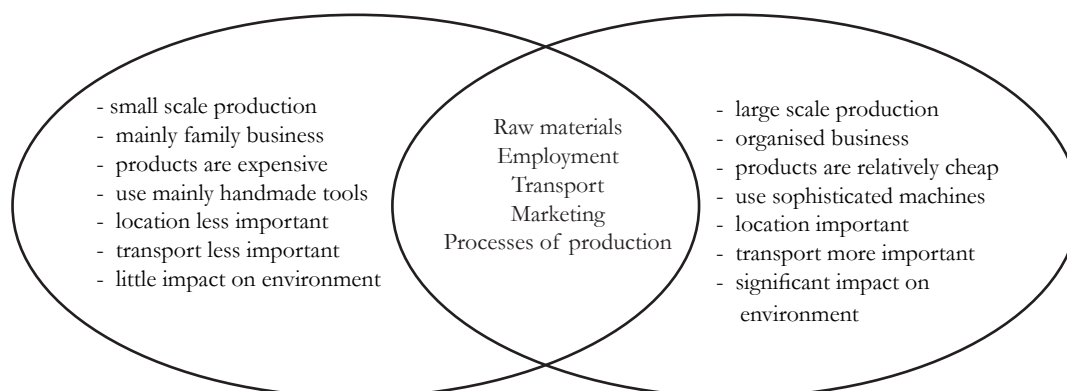 - small scale production
- mainly family business
- products are expensive
- use mainly handmade tools
- location less important
- transport less important
- little impact on environment
Raw materials
Employment
Transport
Marketing
Processes of production
- large scale production
- organised business
- products are relatively cheap
- use sophisticated machines
- location important
- transport more important
- significant impact on
environment